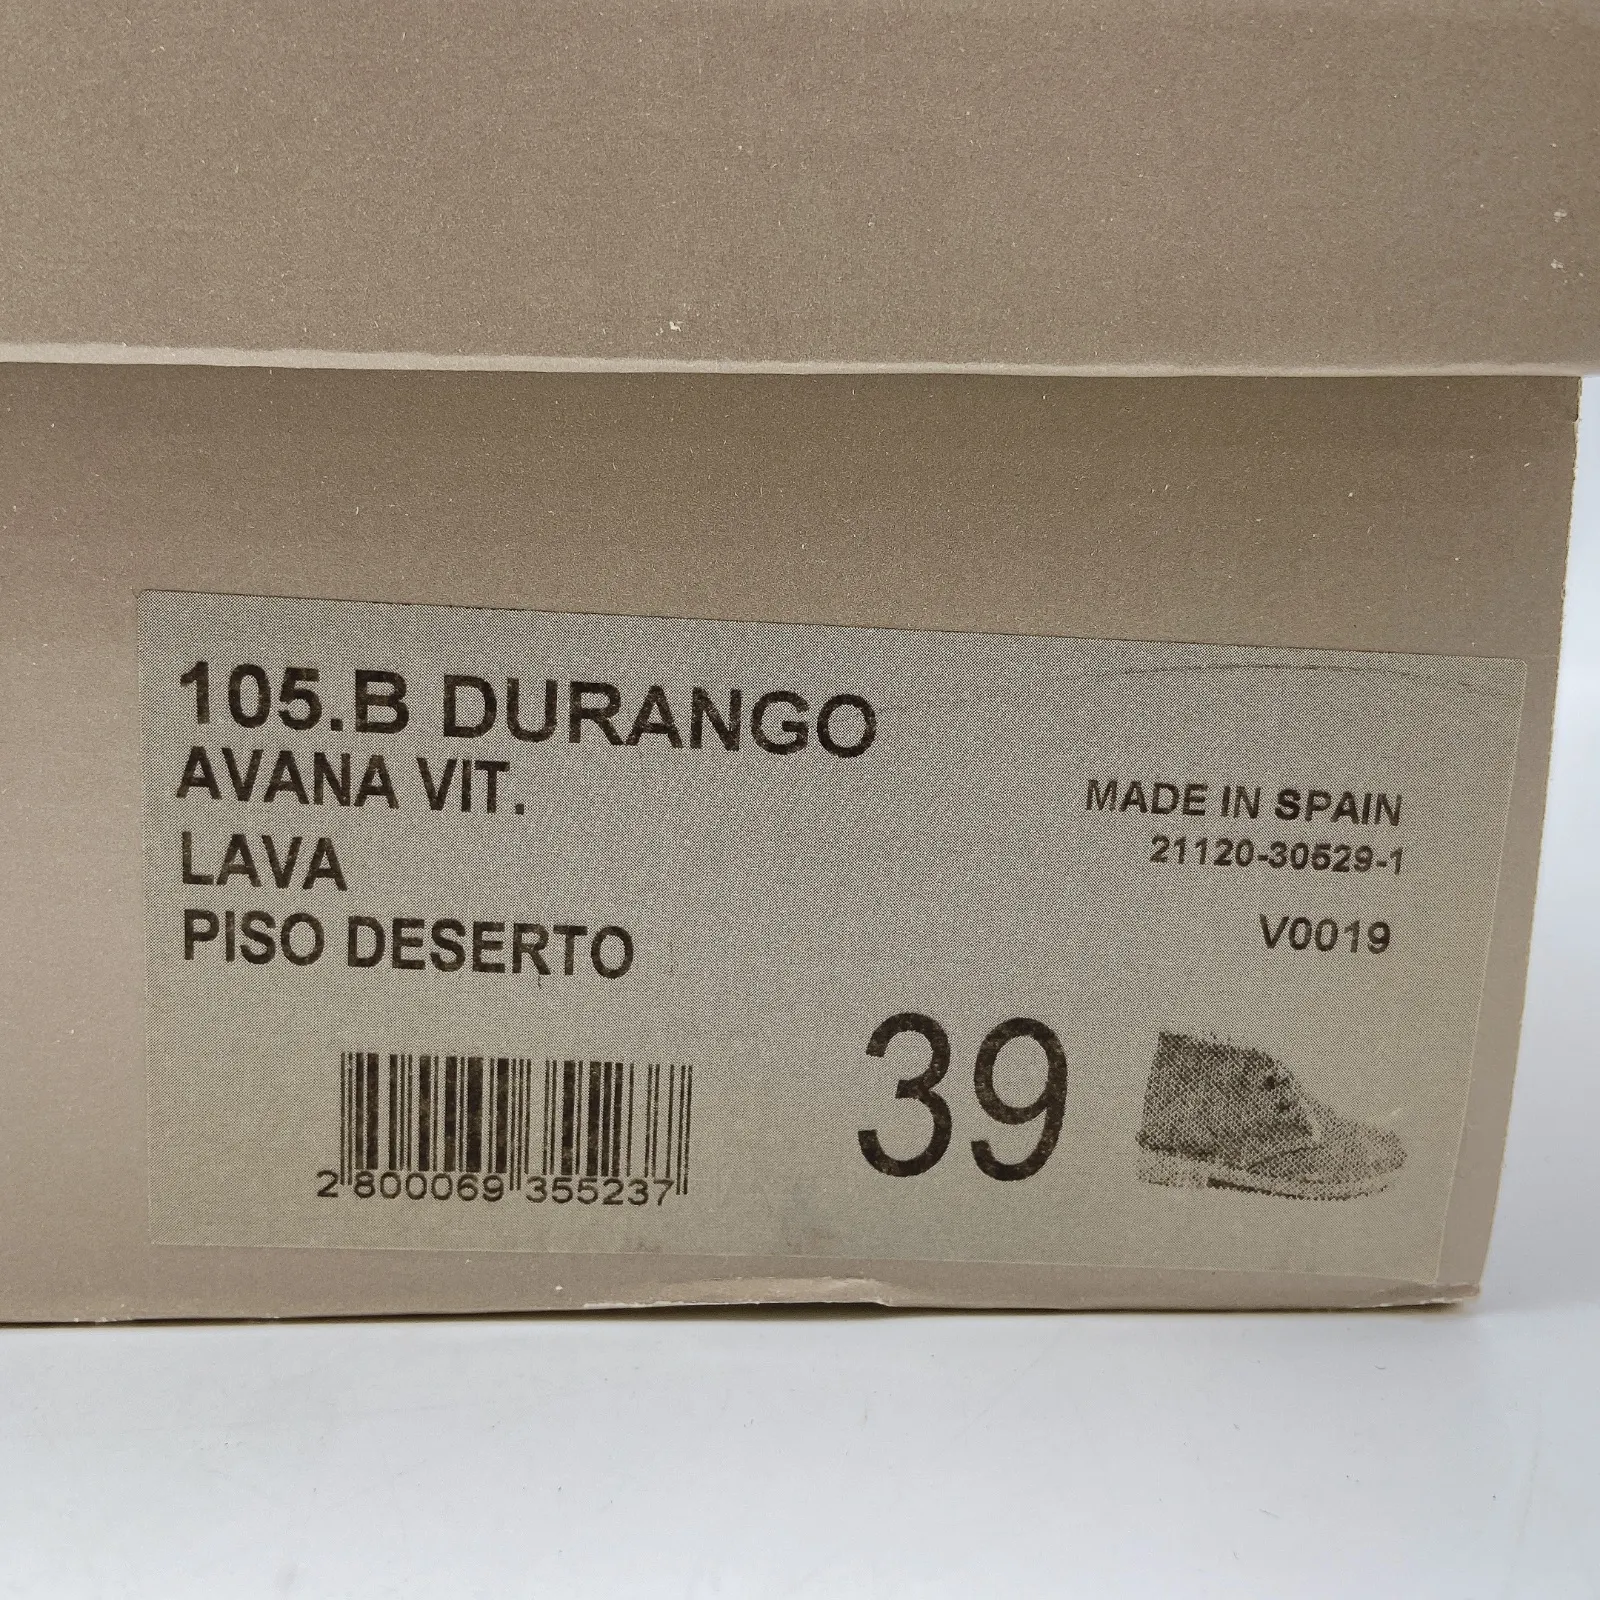 105.B DURANGO
AVANA VIT.
LAVA
PISO DESERTO
MADE IN SPAIN
21120-30529-1
V0019
39
2 800069 355237